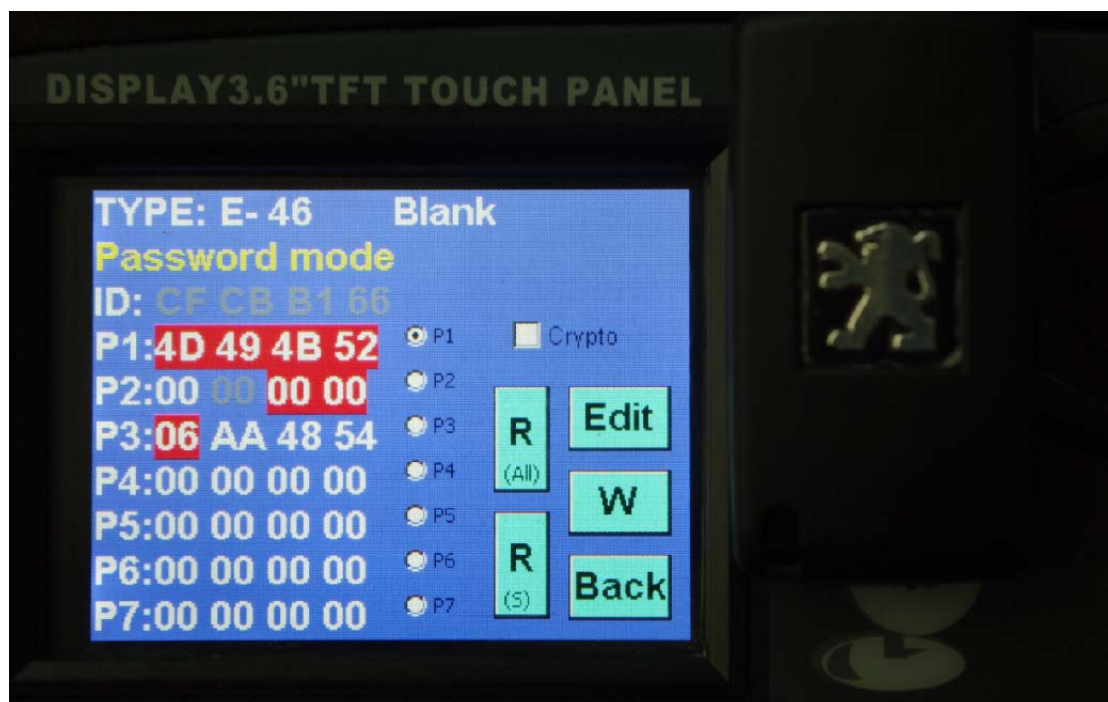 DISPLAY3.6"TFT TOUCH PANEL
TYPE: E- 46 Blank
Password mode
ID: CF CB B1 66
P1:4D 49 4B 52 P1 Crypto
P2:00 00 00 00 P2
P3:06 AA 48 54 P3
P4:00 00 00 00 P4
P5:00 00 00 00 P5
P6:00 00 00 00 P6
P7:00 00 00 00 P7
R
(All)
Edit
W
R
(S)
Back